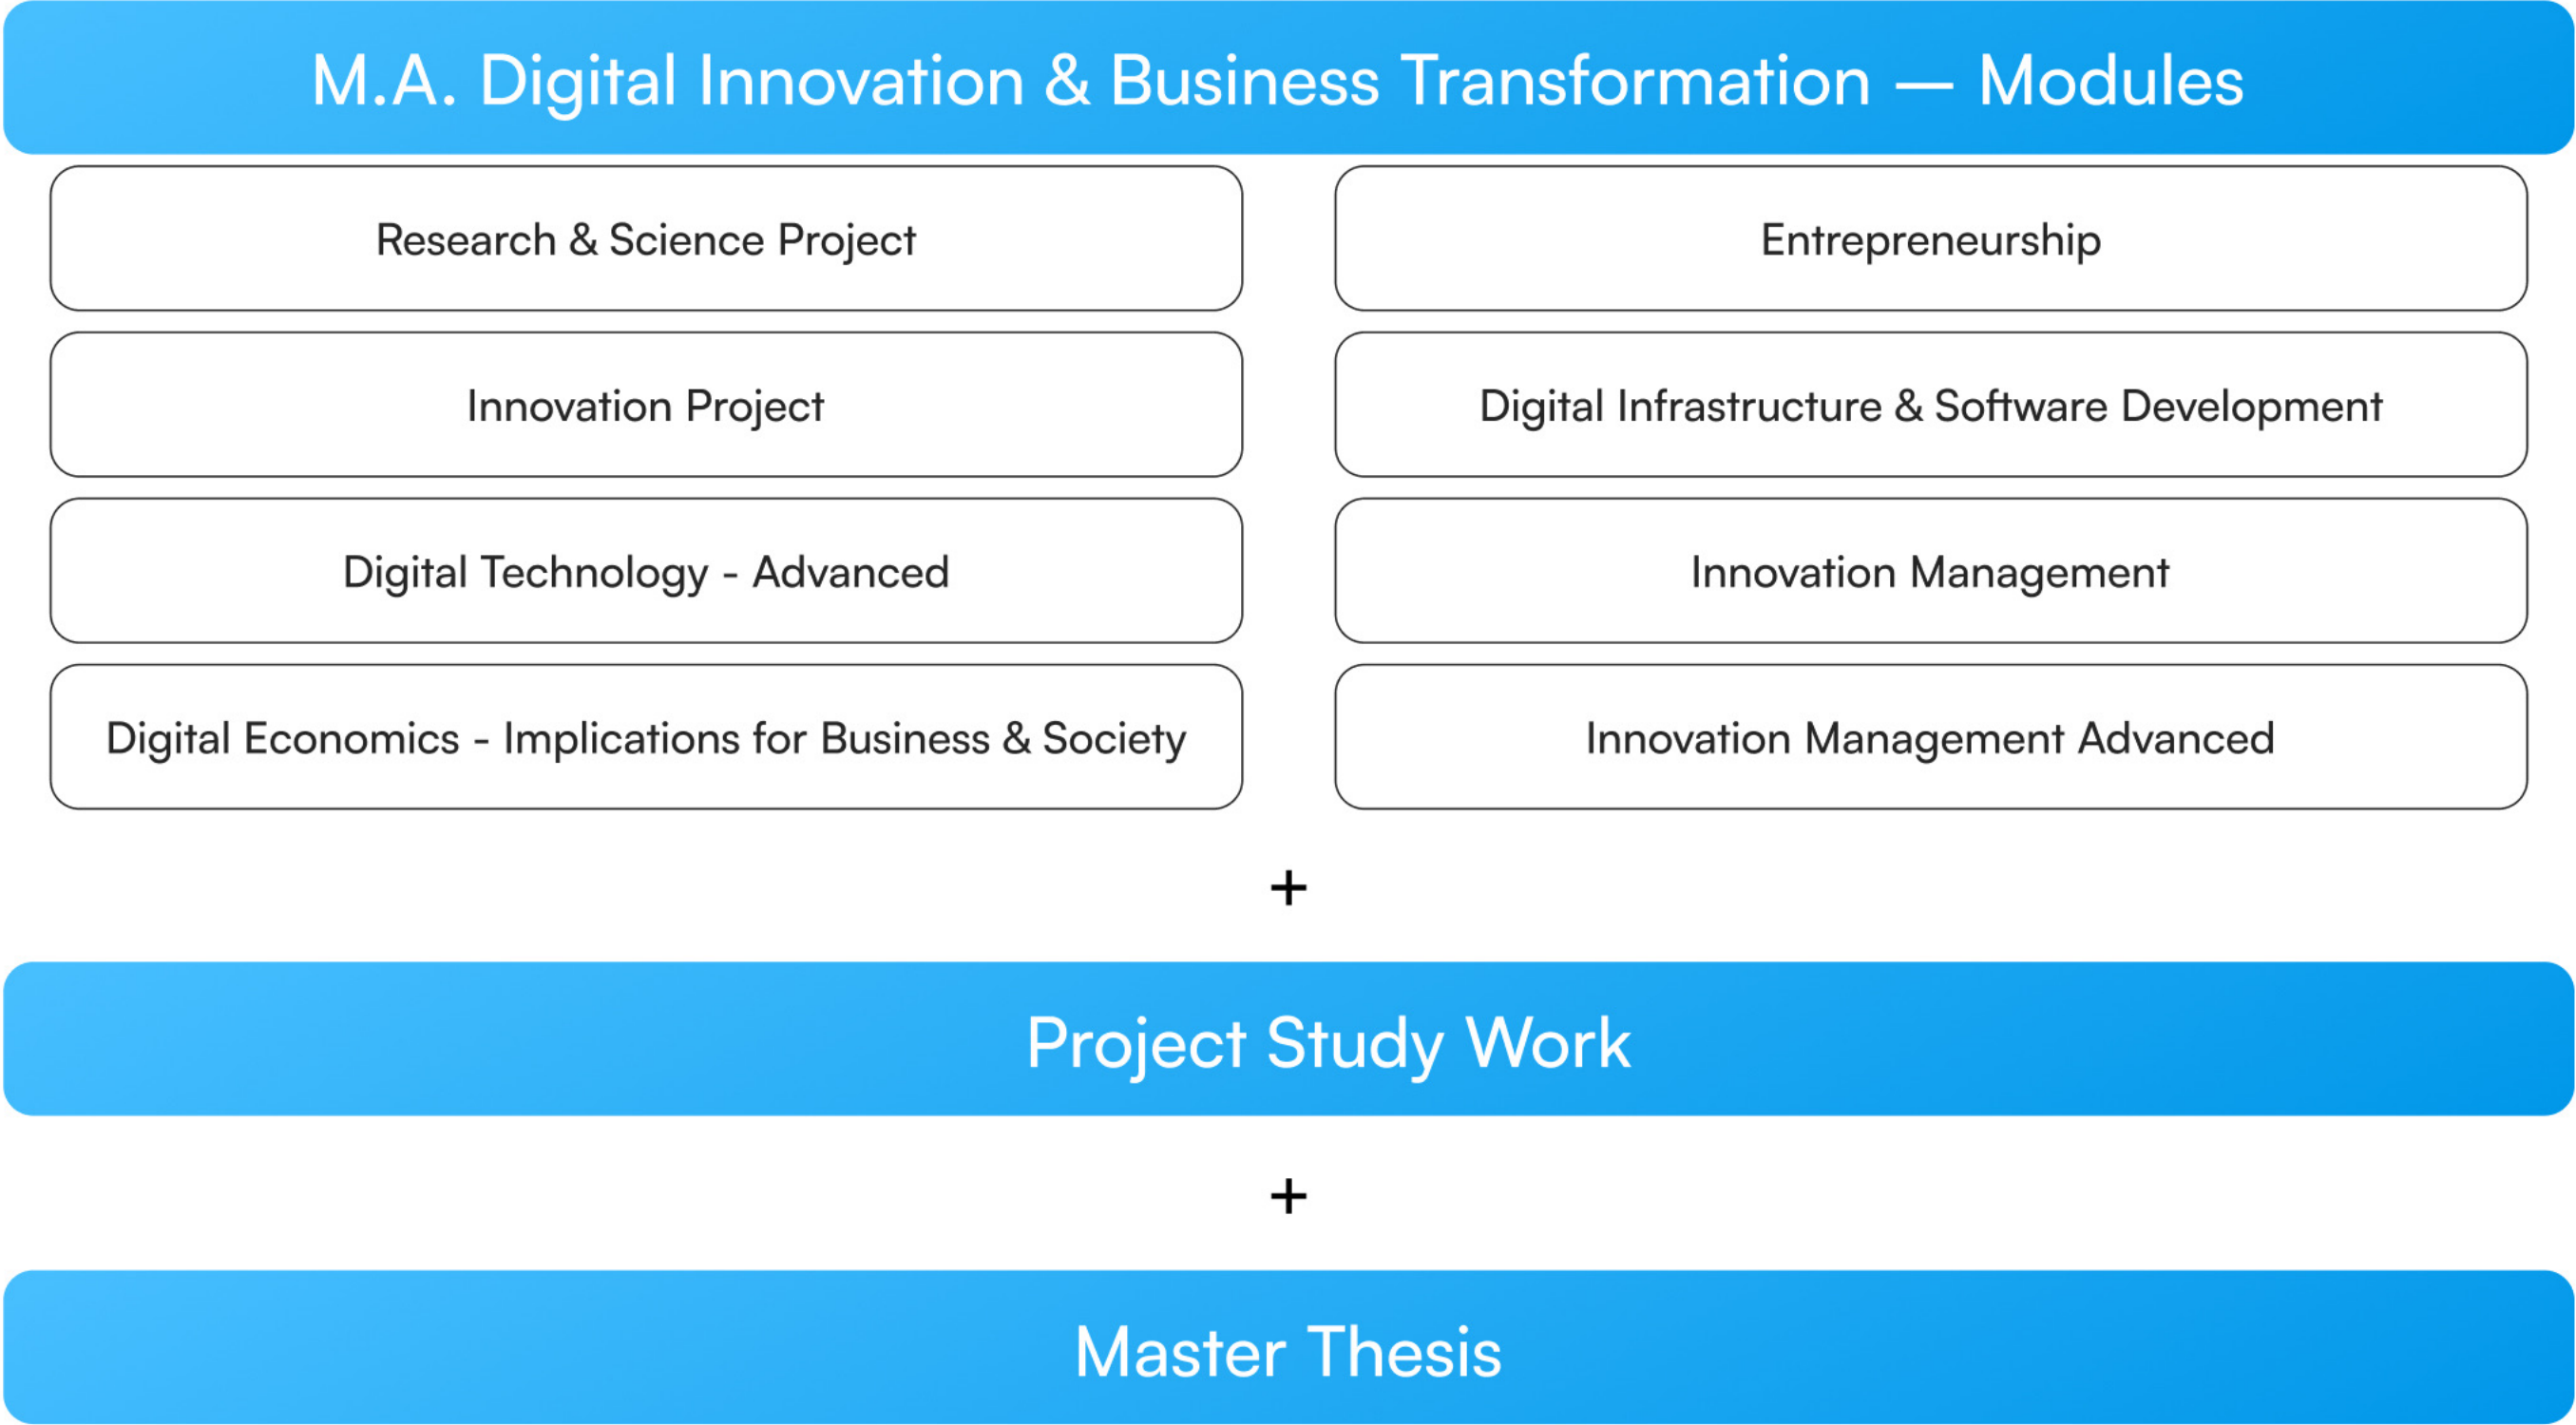 M.A. Digital Innovation & Business Transformation — Modules
Research & Science Project
Entrepreneurship
Innovation Project
Digital Infrastructure & Software Development
Digital Technology - Advanced
Innovation Management
Digital Economics - Implications for Business & Society
Innovation Management Advanced
+
Project Study Work
+
Master Thesis